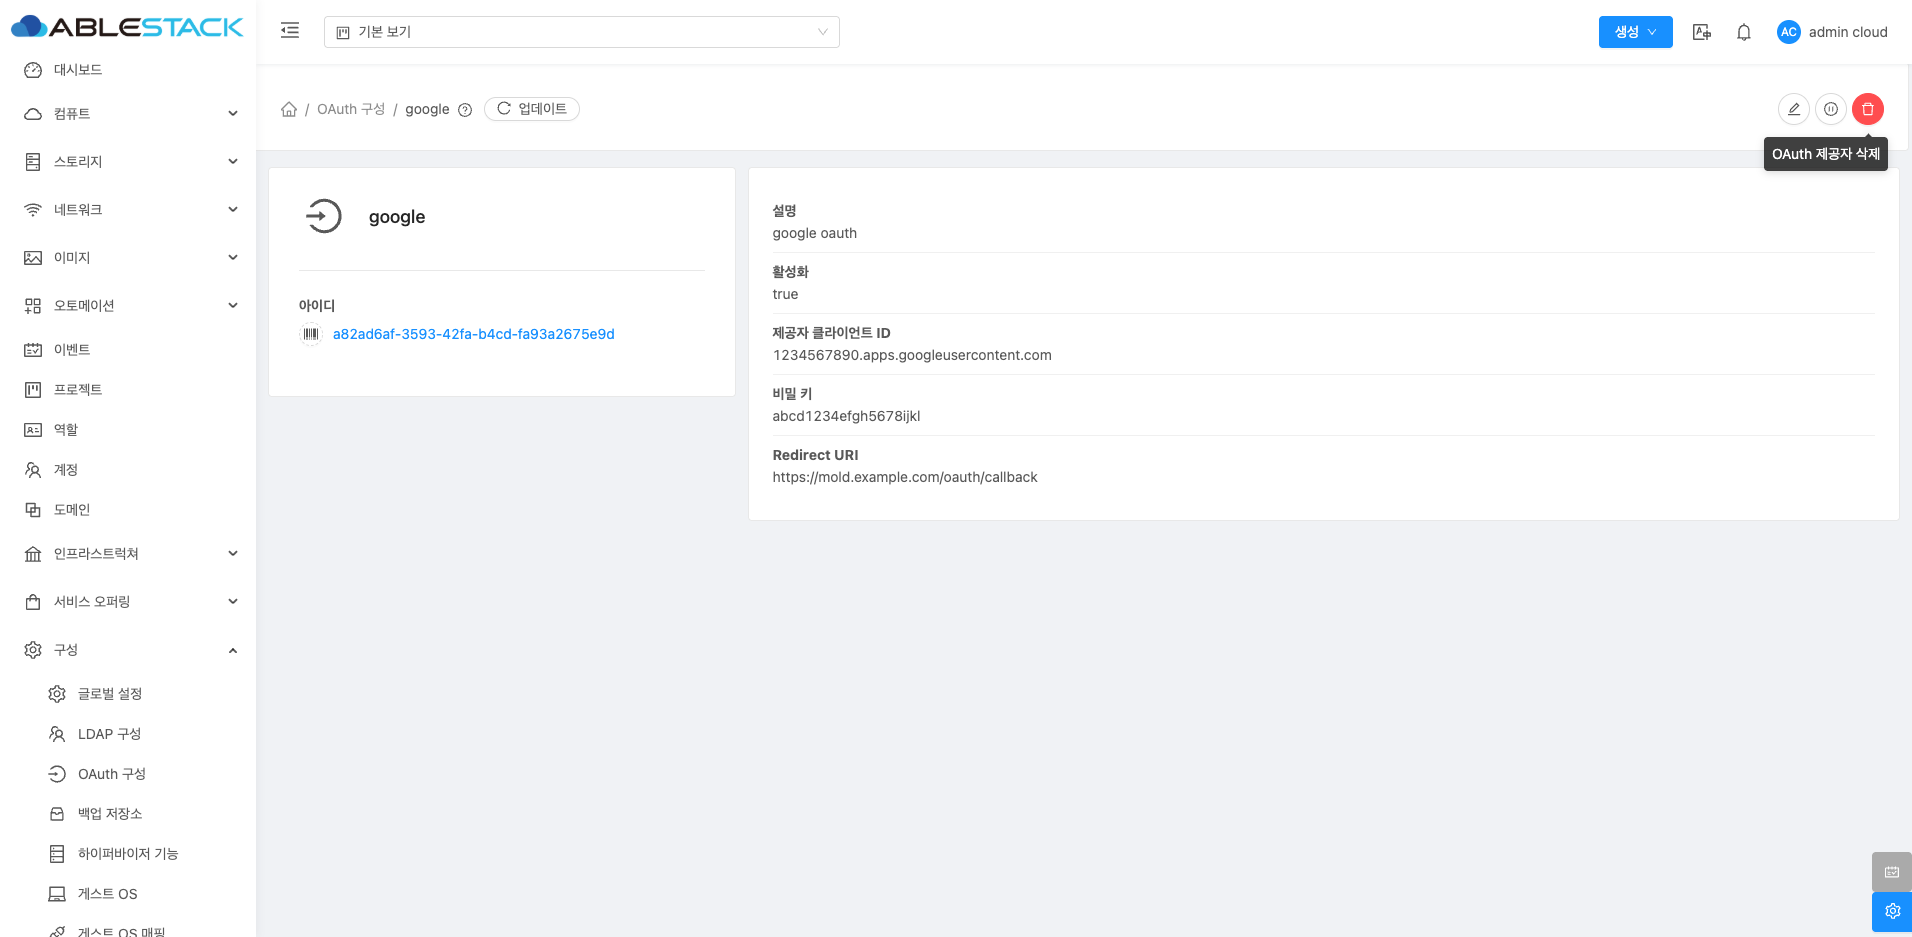 ABLESTACK
기본 보기
생성
AC
admin cloud
대시보드
컴퓨트
스토리지
네트워크
이미지
오토메이션
이벤트
프로젝트
역할
계정
도메인
인프라스트럭쳐
서비스 오퍼링
구성
글로벌 설정
LDAP 구성
OAuth 구성
백업 저장소
하이퍼바이저 기능
게스트 OS
게스트 OS 매핑
/ OAuth 구성 / google
업데이트
OAuth 제공자 삭제
google
아이디
a82ad6af-3593-42fa-b4cd-fa93a2675e9d
설명
google oauth
활성화
true
제공자 클라이언트 ID
1234567890.apps.googleusercontent.com
비밀 키
abcd1234efgh5678ijkl
Redirect URI
https://mold.example.com/oauth/callback